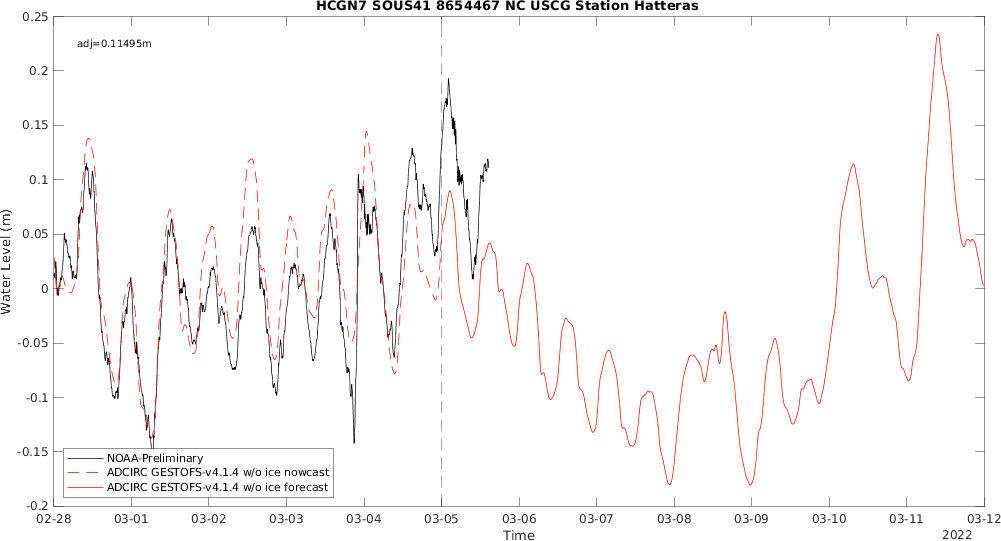 HCGN7 SOUS41 8654467 NC USCG Station Hatteras
0.25
adj=0.11495m
0.2
0.15
0.1
0.05
0
-0.05
-0.1
-0.15
-0.2
Water Level (m)
NOAA-Preliminary
ADCIRC GESTOFS-v4.1.4 w/o ice nowcast
ADCIRC GESTOFS-v4.1.4 w/o ice forecast
02-28 03-01 03-02 03-03 03-04 03-05 03-06 03-07 03-08 03-09 03-10 03-11 03-12
Time
2022